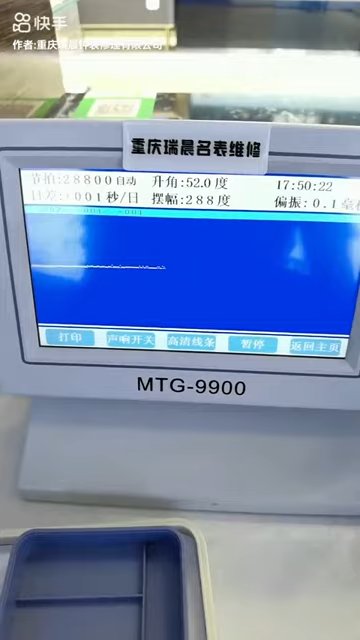 快手
作者:重庆瑞晨钟表修理有限公司
重庆瑞晨名表维修
节拍:28800自动 升角:52.0度 17:50:22
日差:+001秒/日 摆幅:288度 偏振:0.1毫秒
打印 声响开关 高清线条 暂停 返回主页
MTG-9900